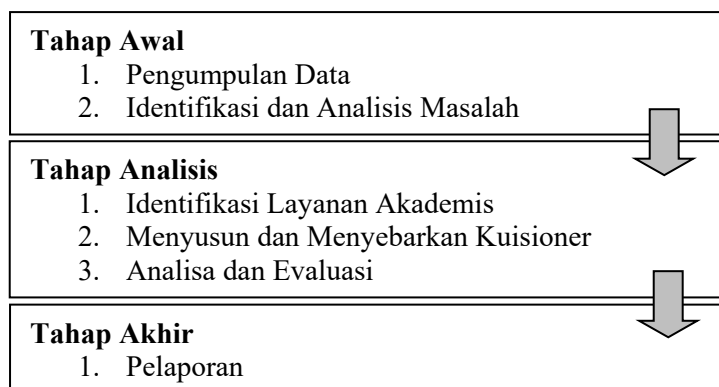 Tahap Awal
1. Pengumpulan Data
2. Identifikasi dan Analisis Masalah
Tahap Analisis
1. Identifikasi Layanan Akademis
2. Menyusun dan Menyebarkan Kuisioner
3. Analisa dan Evaluasi
Tahap Akhir
1. Pelaporan